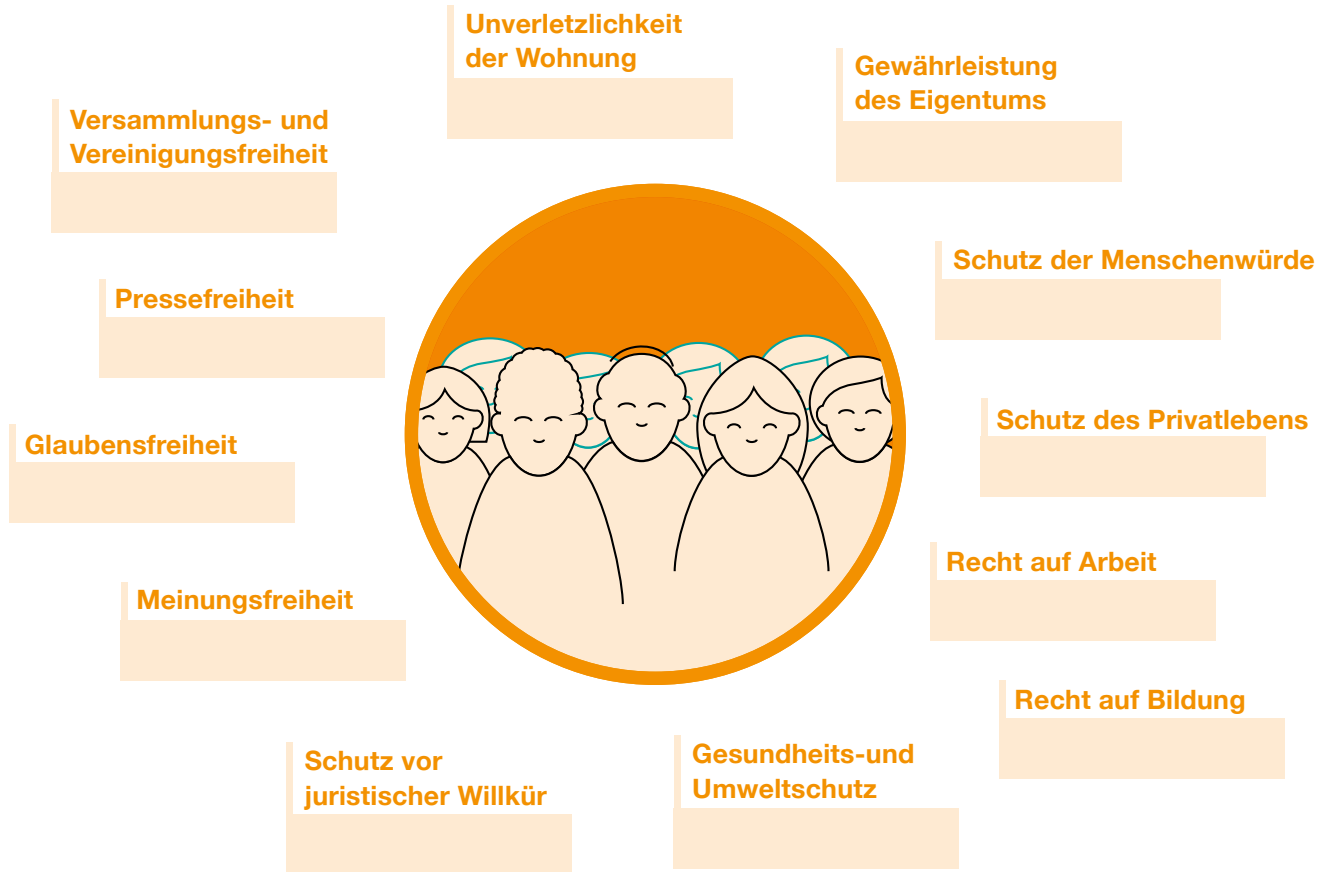 Unverletzlichkeit
der Wohnung
Gewährleistung
des Eigentums
Versammlungs- und
Vereinigungsfreiheit
Schutz der Menschenwürde
Pressefreiheit
Schutz des Privatlebens
Glaubensfreiheit
Recht auf Arbeit
Meinungsfreiheit
Recht auf Bildung
Schutz vor
juristischer Willkür
Gesundheits-und
Umweltschutz